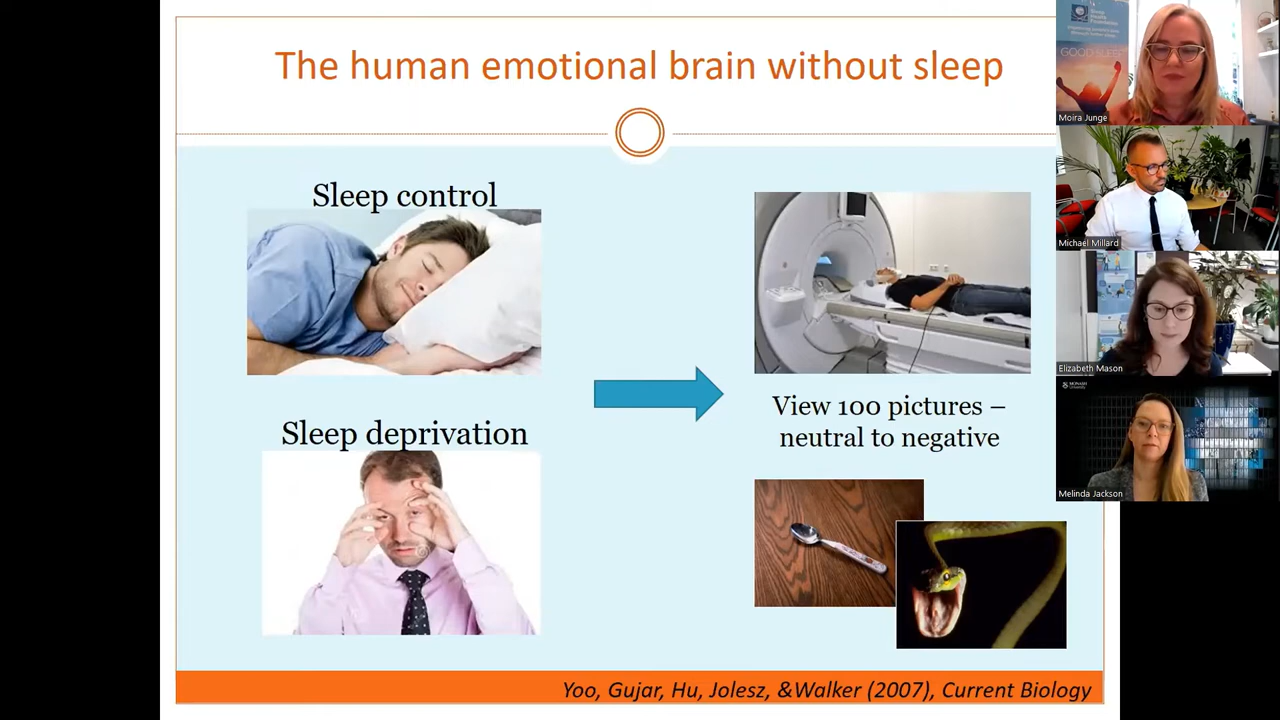 The human emotional brain without sleep
Sleep control
Sleep deprivation
View 100 pictures –
neutral to negative
Yoo, Gujar, Hu, Jolesz, &Walker (2007), Current Biology
GOOD SLEEP
Moira Junge
Michael Millard
Elizabeth Mason
MONASH
Melinda Jackson